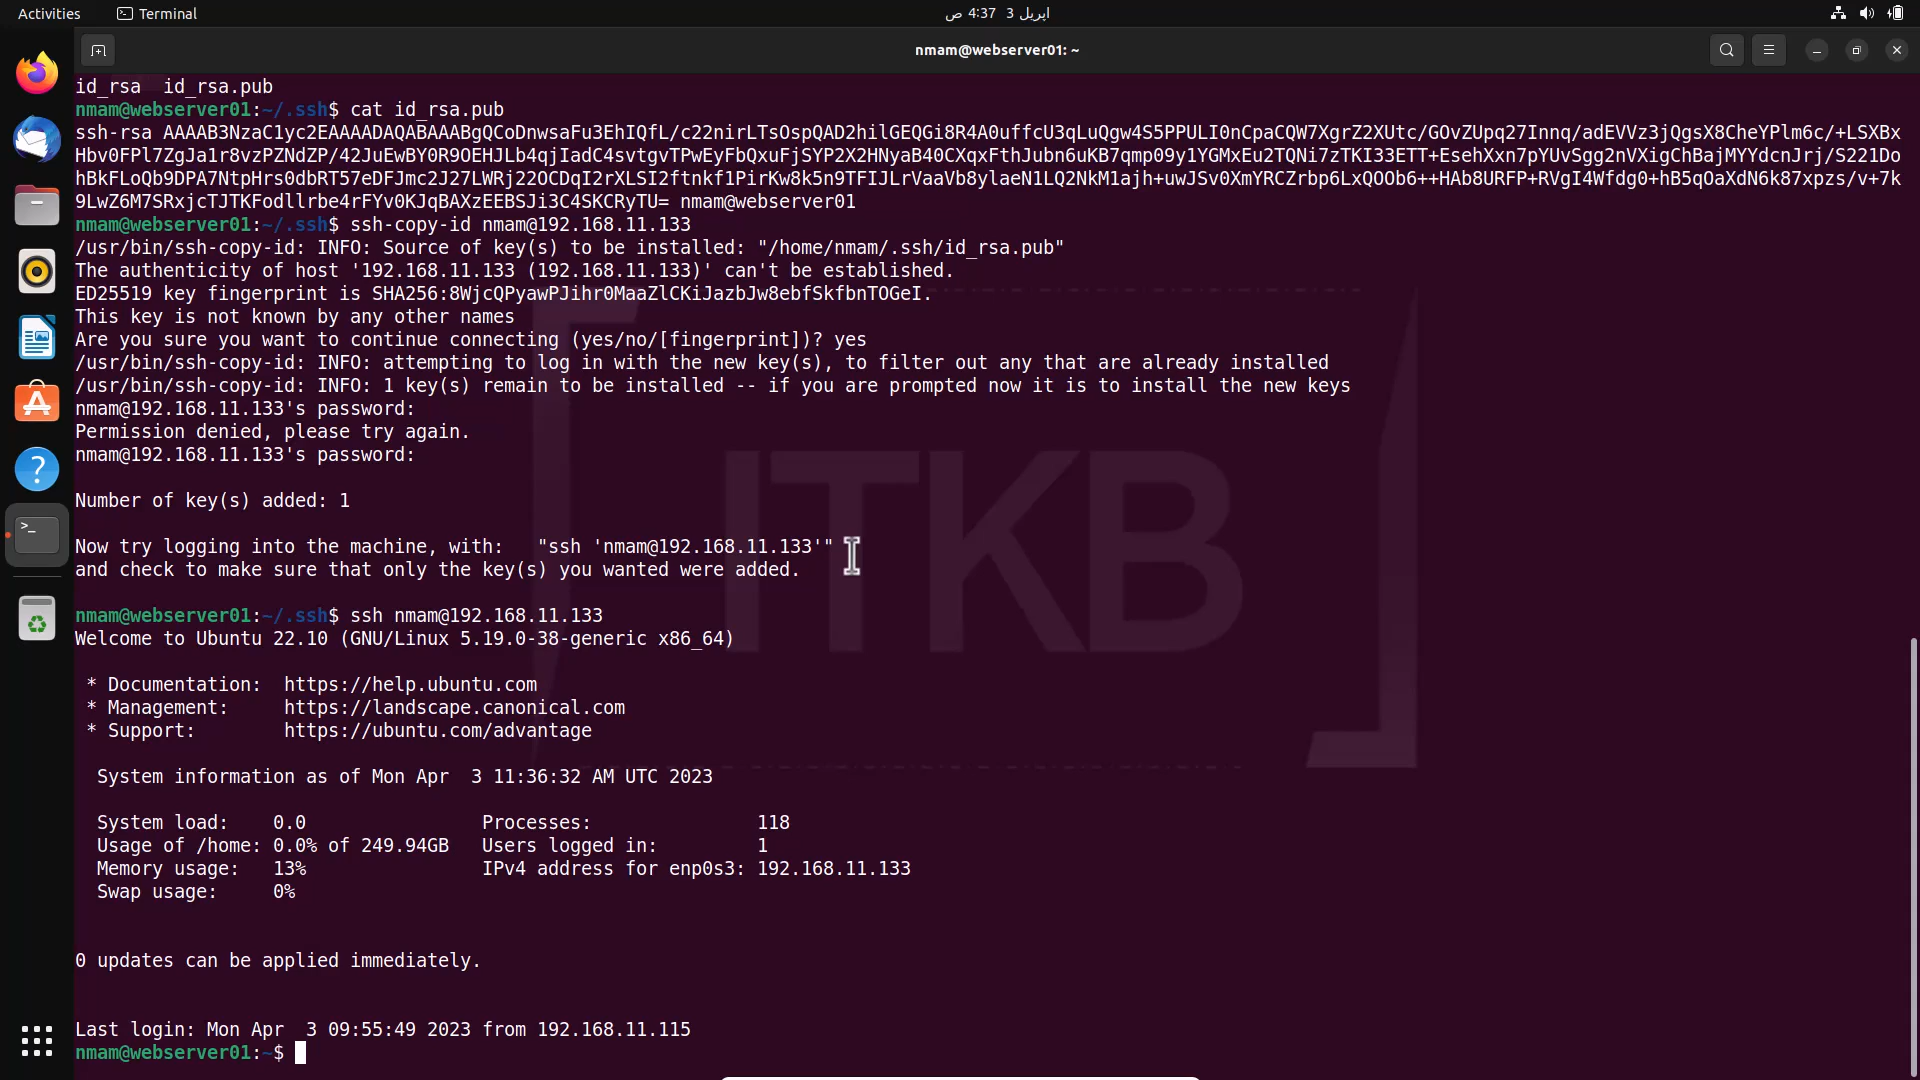 Activities
Terminal
اپریل 3  4:37 ص
nmam@webserver01: ~
id_rsa  id_rsa.pub
nmam@webserver01:~/.ssh$ cat id_rsa.pub
ssh-rsa AAAAB3NzaC1yc2EAAAADAQABAAABgQCoDnwsaFu3EhIQfL/c22nirLTsOspQAD2hilGEQGi8R4A0uffcU3qLuQgw4S5PPULI0nCpaCQW7XgrZ2XUtc/GOvZUpq27Innq/adEVVz3jQgsX8CheYPlm6c/+LSXBx
Hbv0FPl7ZgJa1r8vzPZNdZP/42JuEwBY0R9OEHJLb4qjIadC4svtgvTPwEyFbQxuFjSYP2X2HNyaB40CXqxFthJubn6uKB7qmp09y1YGMxEu2TQNi7zTKI33ETT+EsehXxn7pYUvSgg2nVXigChBajMYYdcnJrj/S221Do
hBkFLoQb9DPA7NtpHrs0dbRT57eDFJmc2J27LWRj22OCDqI2rXLSI2ftnkf1PirKw8k5n9TFIJLrVaaVb8ylaeN1LQ2NkM1ajh+uwJSv0XmYRCZrbp6LxQOOb6++HAb8URFP+RVgI4Wfdg0+hB5qOaXdN6k87xpzs/v+7k
9LwZ6M7SRxjcTJTKFodllrbe4rFYv0KJqBAXzEEBSJi3C4SKCRyTU= nmam@webserver01
nmam@webserver01:~/.ssh$ ssh-copy-id nmam@192.168.11.133
/usr/bin/ssh-copy-id: INFO: Source of key(s) to be installed: "/home/nmam/.ssh/id_rsa.pub"
The authenticity of host '192.168.11.133 (192.168.11.133)' can't be established.
ED25519 key fingerprint is SHA256:8WjcQPyawPJihr0MaaZlCKiJazbJw8ebfSkfbnTOGeI.
This key is not known by any other names
Are you sure you want to continue connecting (yes/no/[fingerprint])? yes
/usr/bin/ssh-copy-id: INFO: attempting to log in with the new key(s), to filter out any that are already installed
/usr/bin/ssh-copy-id: INFO: 1 key(s) remain to be installed -- if you are prompted now it is to install the new keys
nmam@192.168.11.133's password:
Permission denied, please try again.
nmam@192.168.11.133's password:
Number of key(s) added: 1
Now try logging into the machine, with:   "ssh 'nmam@192.168.11.133'"
and check to make sure that only the key(s) you wanted were added.
nmam@webserver01:~/.ssh$ ssh nmam@192.168.11.133
Welcome to Ubuntu 22.10 (GNU/Linux 5.19.0-38-generic x86_64)
* Documentation:  https://help.ubuntu.com
* Management:     https://landscape.canonical.com
* Support:        https://ubuntu.com/advantage
System information as of Mon Apr  3 11:36:32 AM UTC 2023
System load:    0.0                Processes:               118
Usage of /home: 0.0% of 249.94GB   Users logged in:         1
Memory usage:   13%                IPv4 address for enp0s3: 192.168.11.133
Swap usage:     0%
0 updates can be applied immediately.
Last login: Mon Apr  3 09:55:49 2023 from 192.168.11.115
nmam@webserver01:~$
ITKB